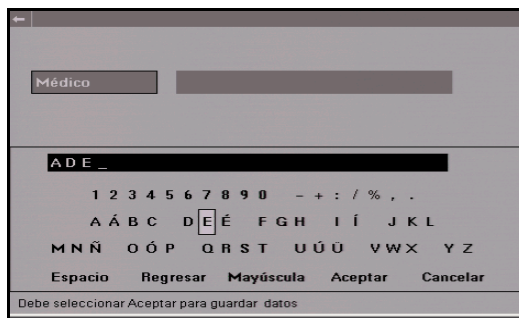 Médico
ADE_
1 2 3 4 5 6 7 8 9 0 - + : / % , .
A Á B C D E É F G H I Í J K L
M N Ñ O Ó P Q R S T U Ú Ü V W X Y Z
Espacio Regresar Mayúscula Aceptar Cancelar
Debe seleccionar Aceptar para guardar datos